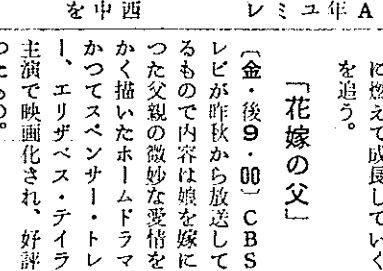 A
年
ユ
ミ
レ
西
中
を
に燃えて成長していく
を追う。
「花嫁の父」
〔金・後9・00〕CBS
レビが昨秋から放送して
るもので内容は娘を嫁に
つた父親の微妙な愛情を
かく描いたホームドラマ
かつてスペンサー・トレ
ー、エリザベス・テイラ
主演で映画化され、好評
つたもの。